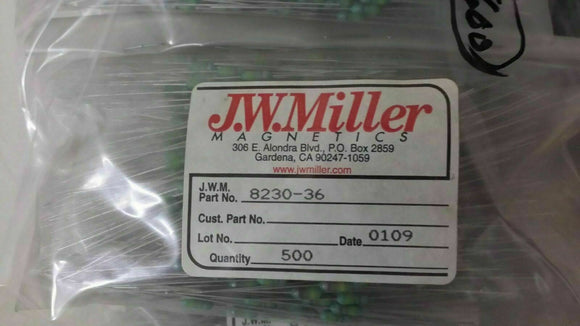 500
J.W.Miller
MAGNETICS
306 E. Alondra Blvd., P.O. Box 2859
Gardena, CA 90247-1059
www.jwmiller.com
J.W.M.
Part No. 8230-36
Cust. Part No.
Lot No. Date 0109
Quantity 500
J.W.M.